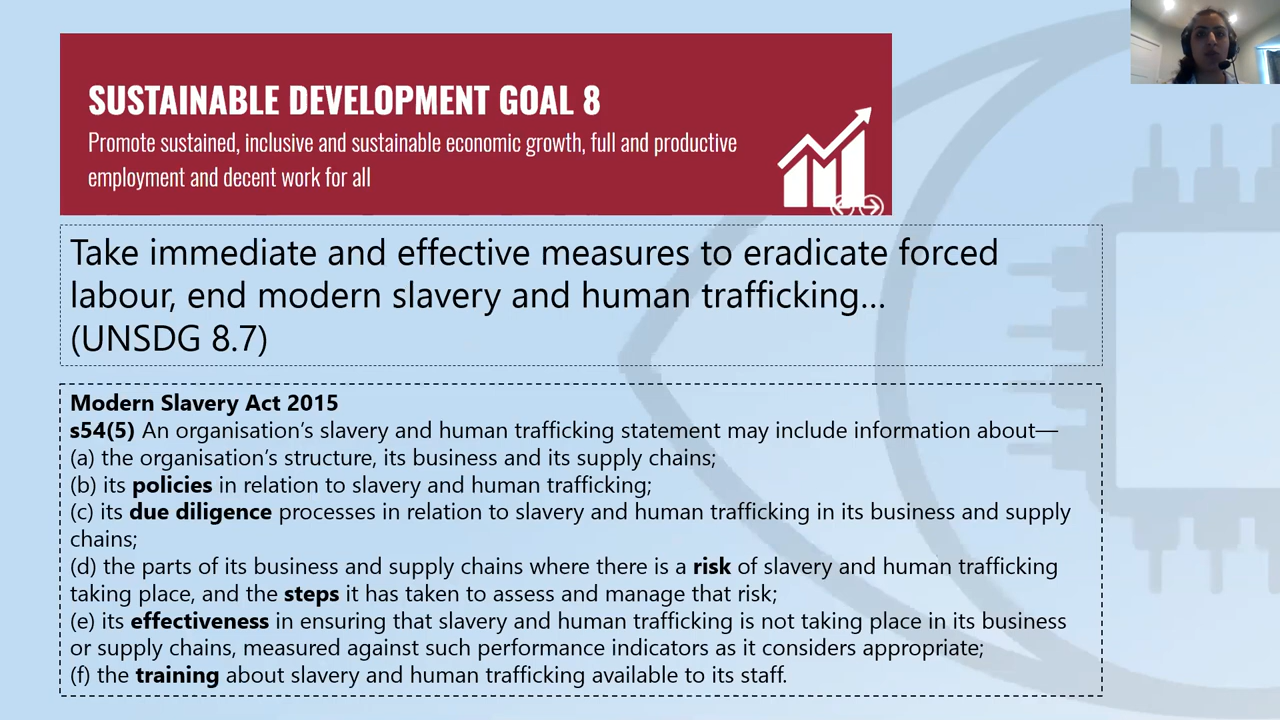 SUSTAINABLE DEVELOPMENT GOAL 8
Promote sustained, inclusive and sustainable economic growth, full and productive
employment and decent work for all
Take immediate and effective measures to eradicate forced
labour, end modern slavery and human trafficking...
(UNSDG 8.7)
Modern Slavery Act 2015
s54(5) An organisation's slavery and human trafficking statement may include information about—
(a) the organisation's structure, its business and its supply chains;
(b) its policies in relation to slavery and human trafficking;
(c) its due diligence processes in relation to slavery and human trafficking in its business and supply
chains;
(d) the parts of its business and supply chains where there is a risk of slavery and human trafficking
taking place, and the steps it has taken to assess and manage that risk;
(e) its effectiveness in ensuring that slavery and human trafficking is not taking place in its business
or supply chains, measured against such performance indicators as it considers appropriate;
(f) the training about slavery and human trafficking available to its staff.